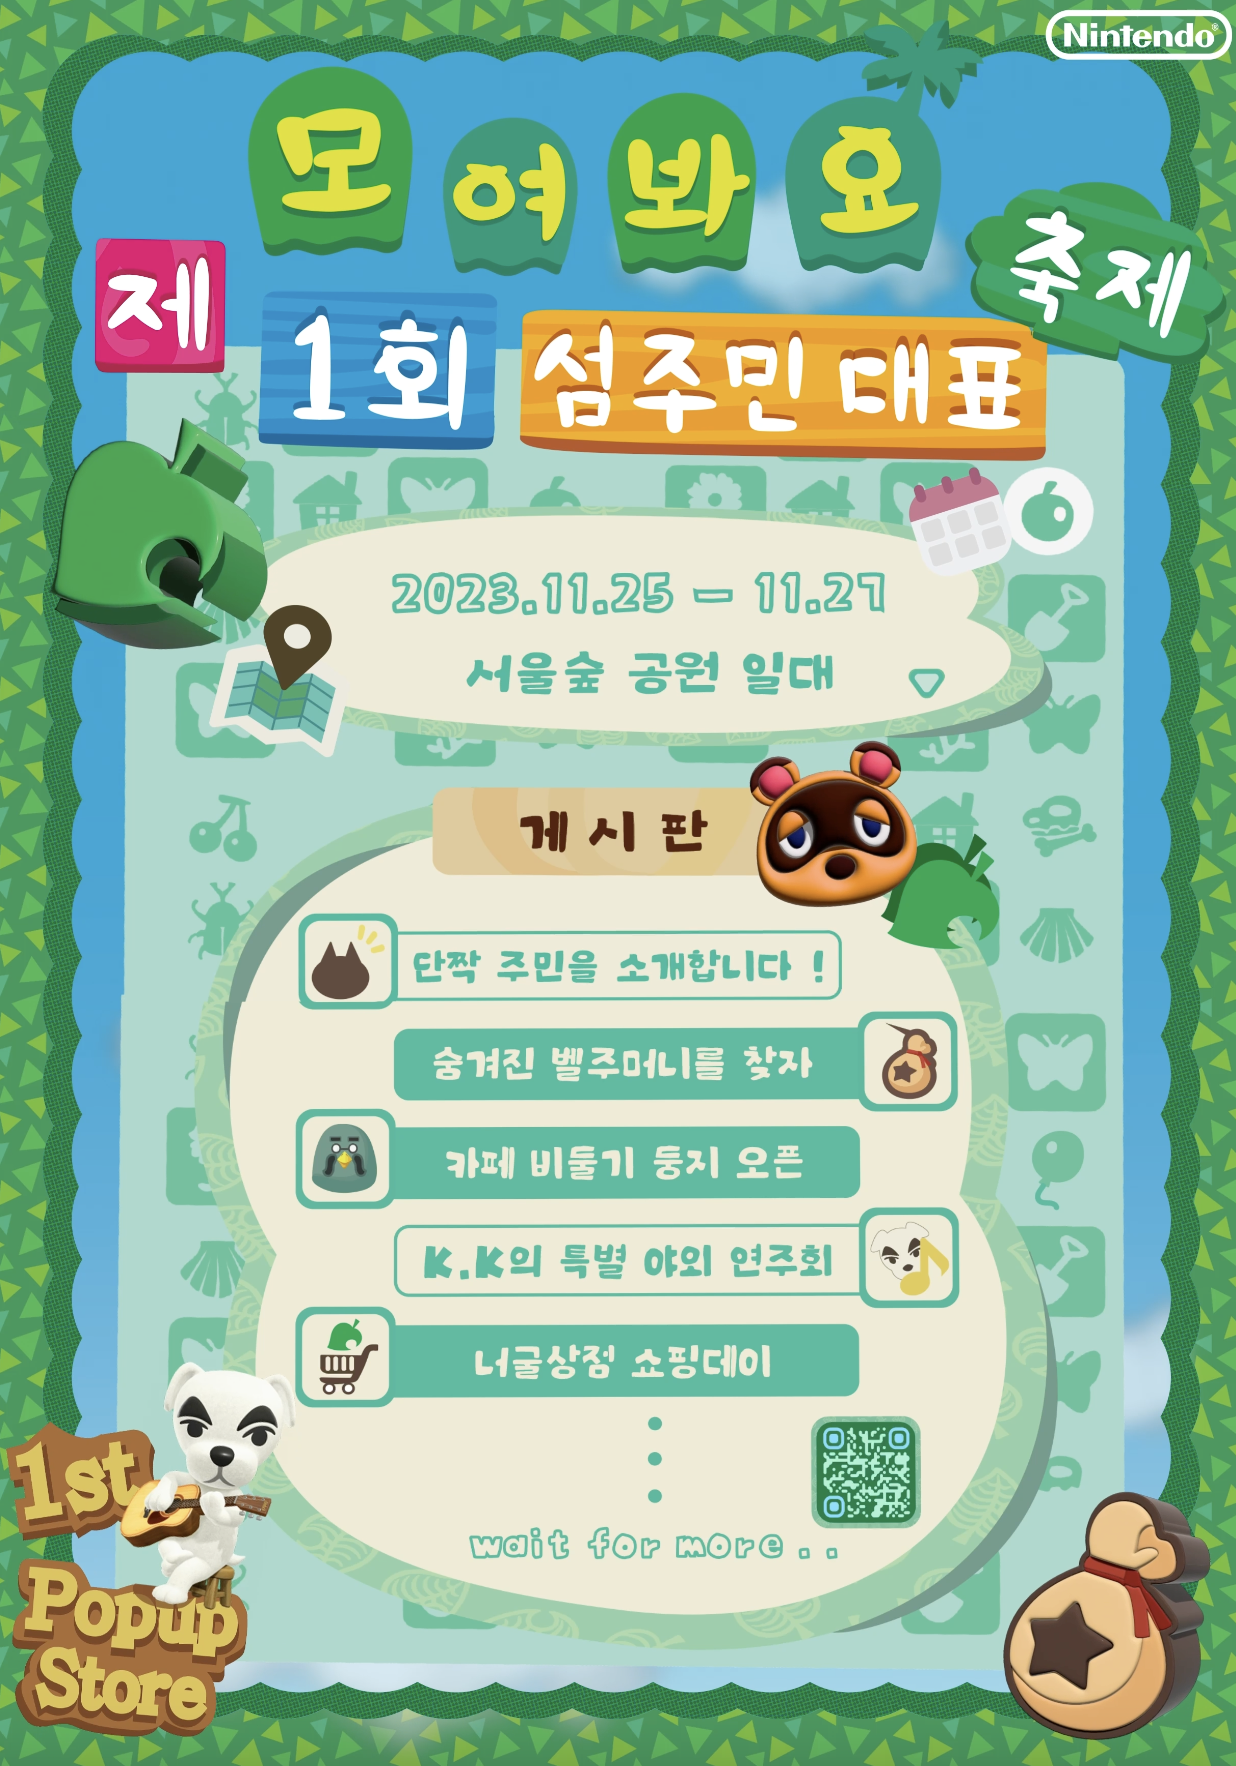 Nintendo
모여봐요
제 1회 섬주민 대표 축제
2023.11.25 - 11.27
서울숲 공원 일대
게시판
단짝 주민을 소개합니다 !
숨겨진 벨주머니를 찾자
카페 비둘기 둥지 오픈
K.K의 특별 야외 연주회
너굴상점 쇼핑데이
wait for more . .
1st
Popup
Store